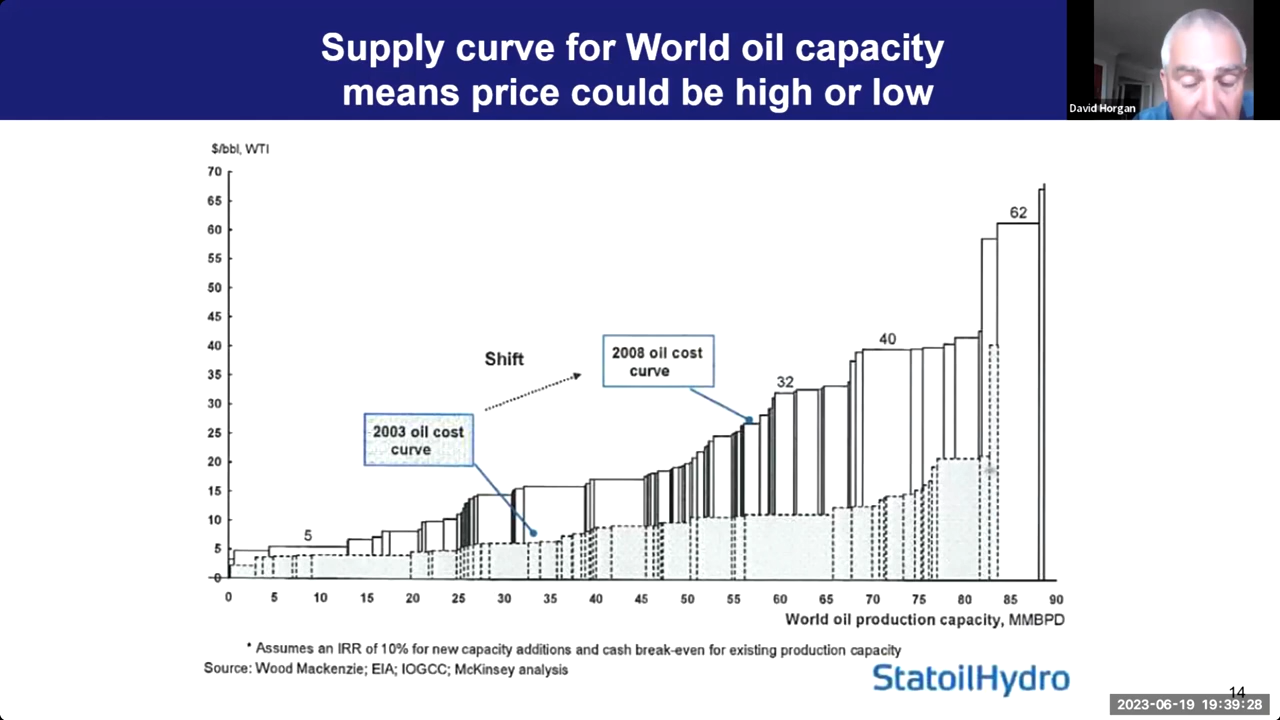 Supply curve for World oil capacity
means price could be high or low
David Horgan
$/bbl, WTI
70
65
60
55
50
45
40
35
30
25
20
15
10
5
0
62
40
32
5
Shift
2008 oil cost
curve
2003 oil cost
curve
0 5 10 15 20 25 30 35 40 45 50 55 60 65 70 75 80 85 90
World oil production capacity, MMBPD
* Assumes an IRR of 10% for new capacity additions and cash break-even for existing production capacity
Source: Wood Mackenzie; EIA; IOGCC; McKinsey analysis
StatoilHydro
14
2023-06-19 19:39:28